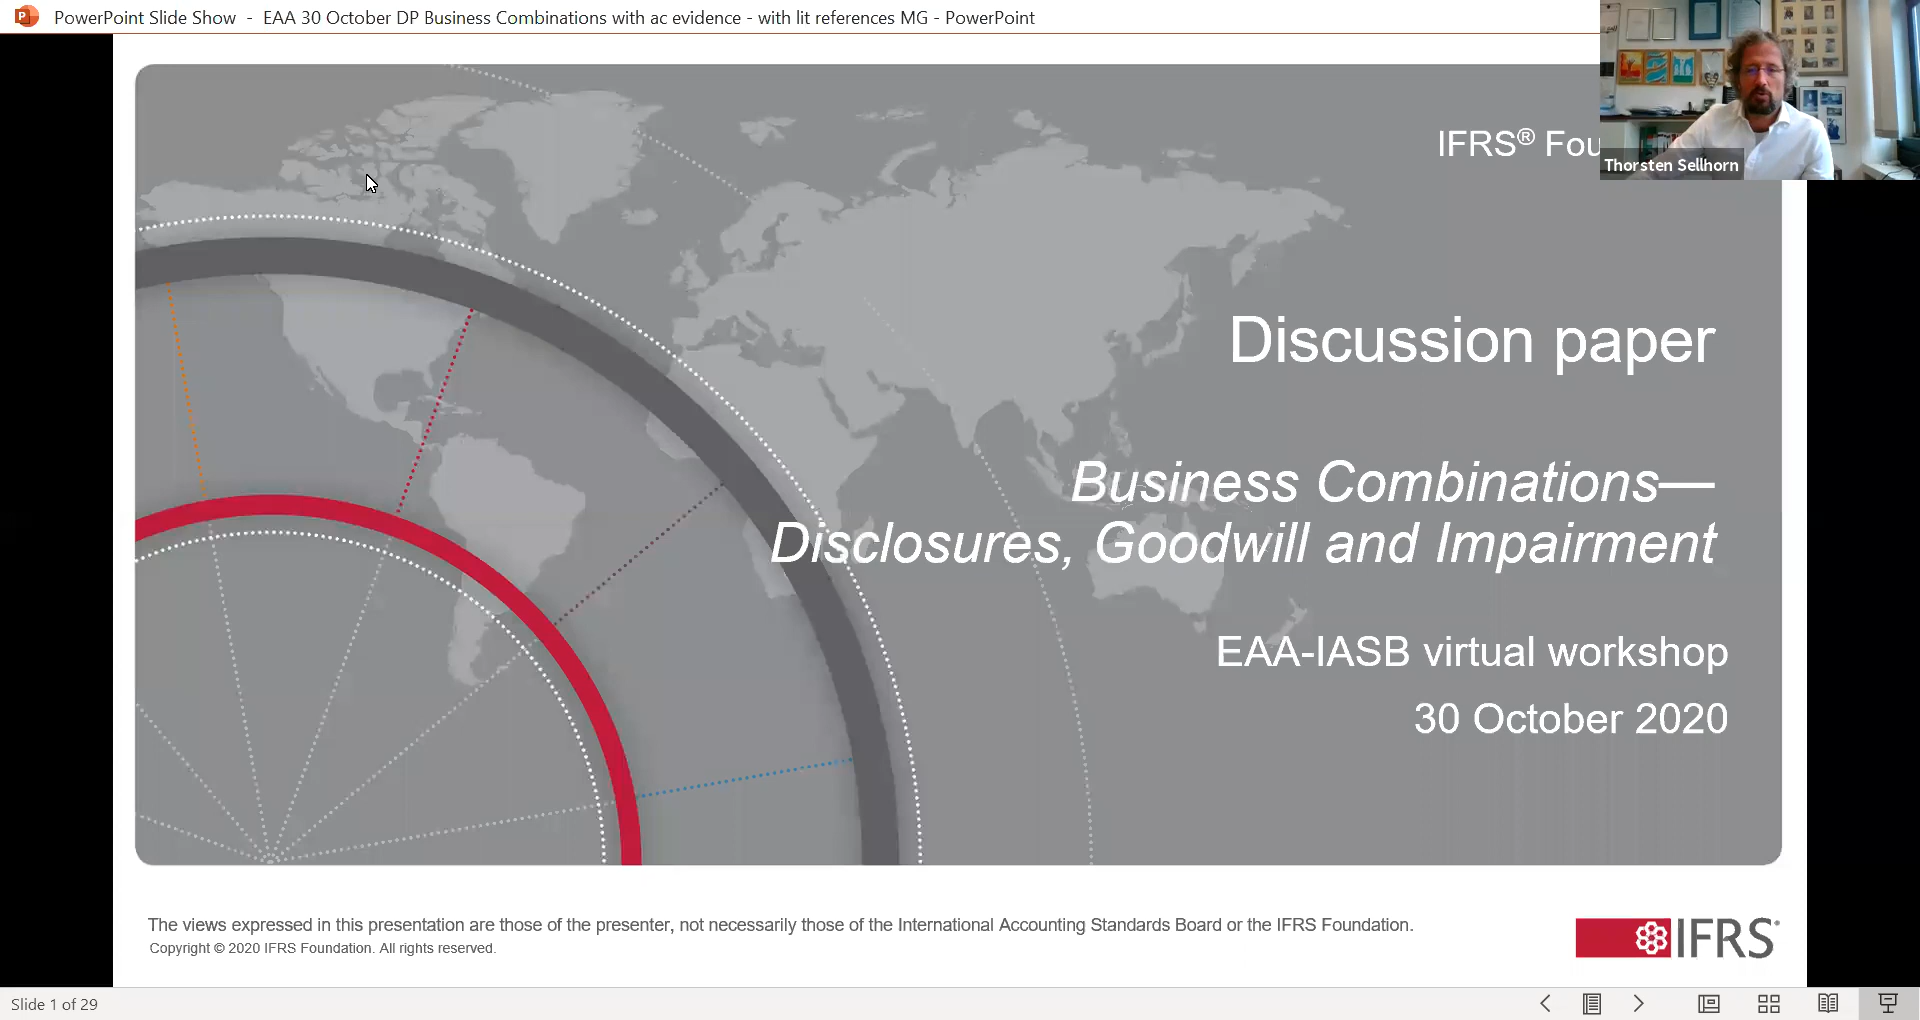 PowerPoint Slide Show - EAA 30 October DP Business Combinations with ac evidence - with lit references MG - PowerPoint
IFRS® Fou
Thorsten Sellhorn
Discussion paper
Business Combinations—
Disclosures, Goodwill and Impairment
EAA-IASB virtual workshop
30 October 2020
The views expressed in this presentation are those of the presenter, not necessarily those of the International Accounting Standards Board or the IFRS Foundation.
Copyright © 2020 IFRS Foundation. All rights reserved.
IFRS®
Slide 1 of 29